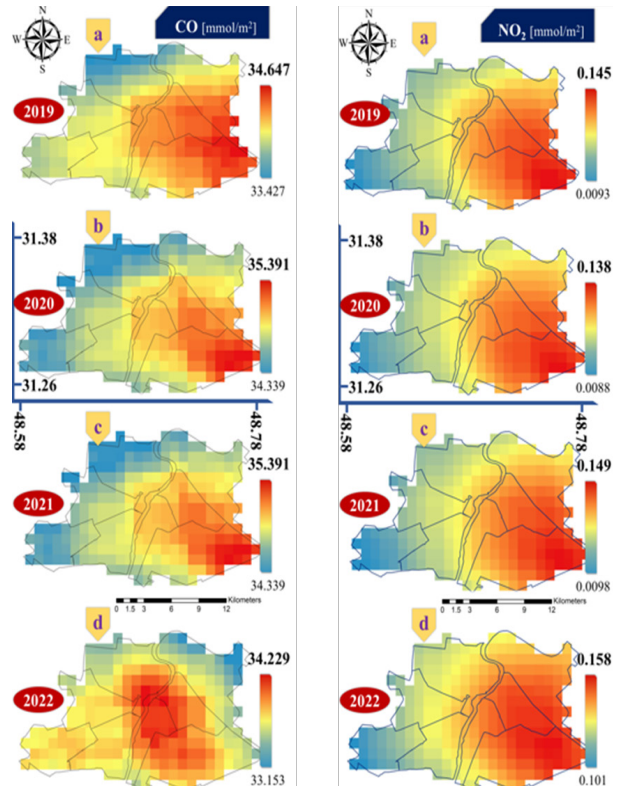 N
W E
S
a
CO [mmol/m²]
2019
34.647
33.427
b
31.38
2020
35.391
31.26
34.339
48.58
48.78
c
2021
35.391
34.339
Kilometers
0 1.5 3 6 9 12
d
2022
34.229
33.153
N
W E
S
a
NO₂ [mmol/m²]
2019
0.145
0.0093
b
31.38
2020
0.138
31.26
0.0088
48.58
48.78
c
2021
0.149
0.0098
Kilometers
0 1.5 3 6 9 12
d
2022
0.158
0.101